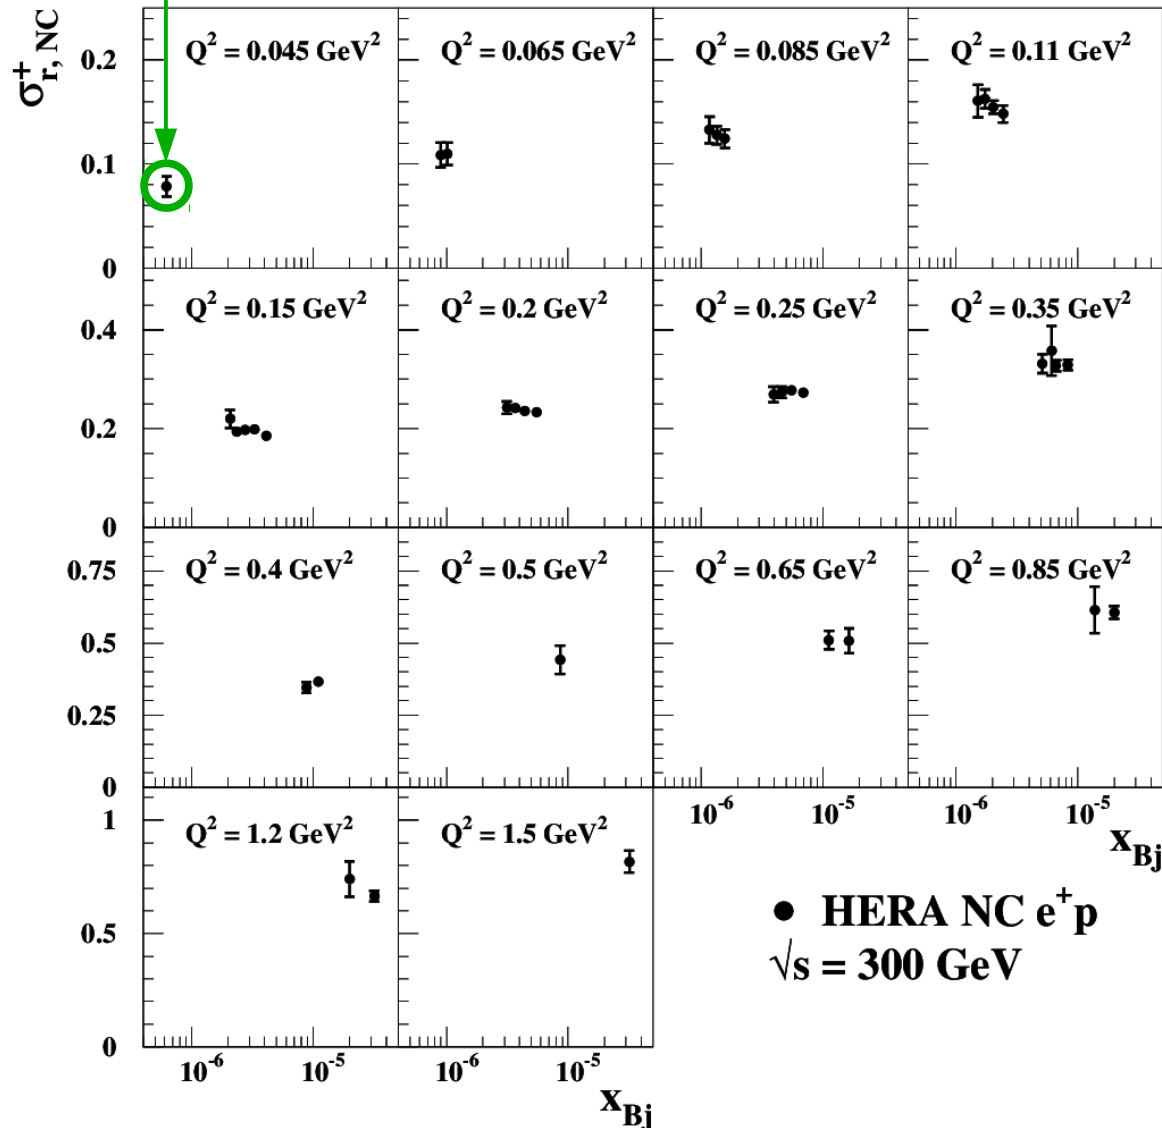 σ⁺r, NC
Q² = 0.045 GeV² Q² = 0.065 GeV² Q² = 0.085 GeV² Q² = 0.11 GeV²
0.2
0.1
0
Q² = 0.15 GeV² Q² = 0.2 GeV² Q² = 0.25 GeV² Q² = 0.35 GeV²
0.4
0.2
0
Q² = 0.4 GeV² Q² = 0.5 GeV² Q² = 0.65 GeV² Q² = 0.85 GeV²
0.75
0.5
0.25
0
10⁻⁶ 10⁻⁵ 10⁻⁶ 10⁻⁵
xBj
Q² = 1.2 GeV² Q² = 1.5 GeV²
1
0.5
0
10⁻⁶ 10⁻⁵ 10⁻⁶ 10⁻⁵
xBj
● HERA NC e⁺p
√s = 300 GeV